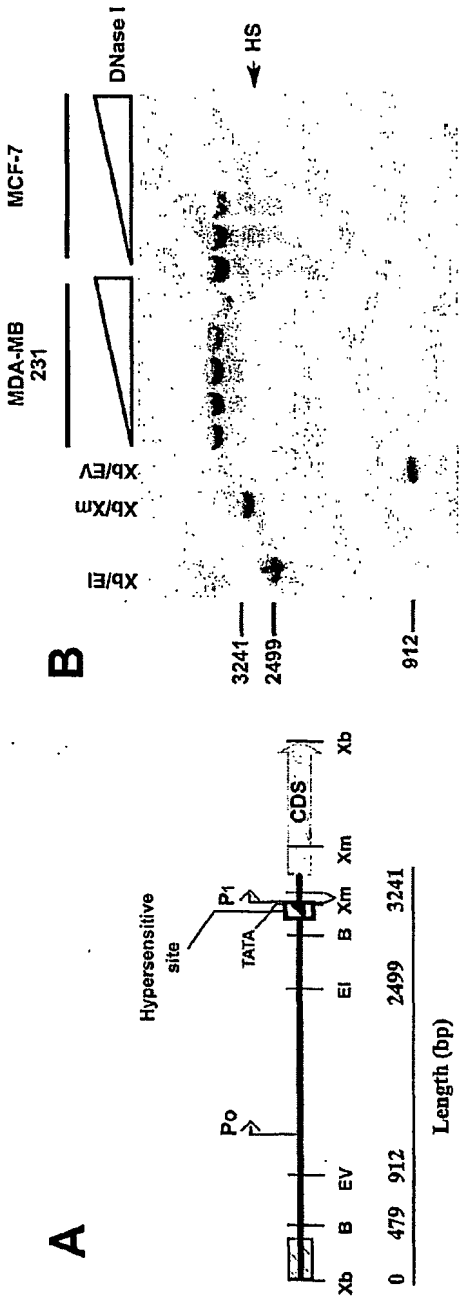 A
Hypersensitive
site
Po
TATA
P1
CDS
Xb B EV EI B Xm Xm Xb
0 479 912 2499 3241
Length (bp)
B
MDA-MB
231
MCF-7
Xb/EI
Xb/Xm
Xb/EV
DNase I
3241
2499
912
HS